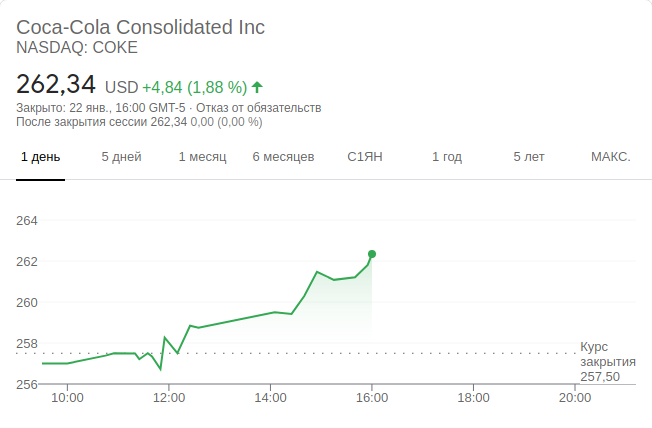 Coca-Cola Consolidated Inc
NASDAQ: COKE
262,34 USD +4,84 (1,88 %)
Закрыто: 22 янв., 16:00 GMT-5 · Отказ от обязательств
После закрытия сессии 262,34 0,00 (0,00 %)
1 день 5 дней 1 месяц 6 месяцев С1ЯН 1 год 5 лет МАКС.
264
262
260
258
256
Курс
закрытия
257,50
10:00 12:00 14:00 16:00 18:00 20:00